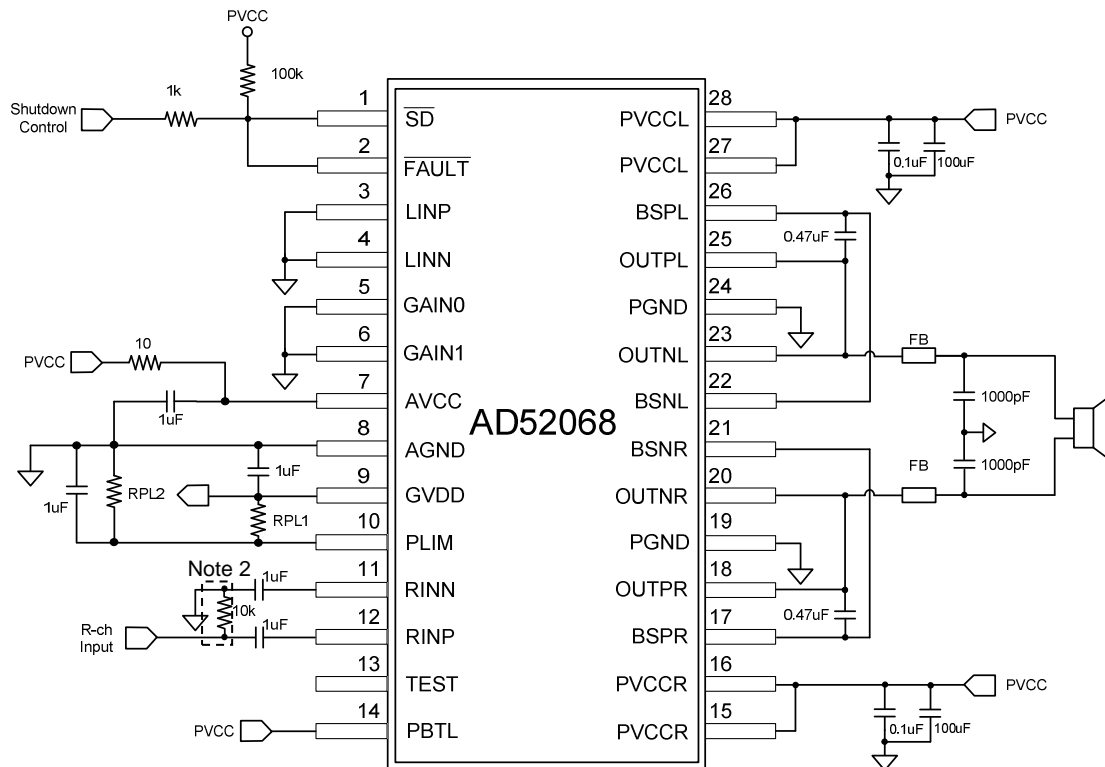 PVCC
100k
1k
Shutdown
Control
1
SD
2
FAULT
3
LINP
4
LINN
5
GAIN0
6
GAIN1
PVCC
10
7
AVCC
1uF
8
AGND
1uF
1uF
RPL2
9
GVDD
RPL1
10
PLIM
Note 2
1uF
11
RINN
10k
R-ch
Input
1uF
12
RINP
13
TEST
PVCC
14
PBTL
AD52068
28
PVCCL
PVCC
27
PVCCL
0.1uF
100uF
26
BSPL
0.47uF
25
OUTPL
24
PGND
23
OUTNL
FB
22
BSNL
1000pF
21
BSNR
1000pF
20
OUTNR
FB
19
PGND
18
OUTPR
0.47uF
17
BSPR
16
PVCCR
PVCC
15
PVCCR
0.1uF
100uF